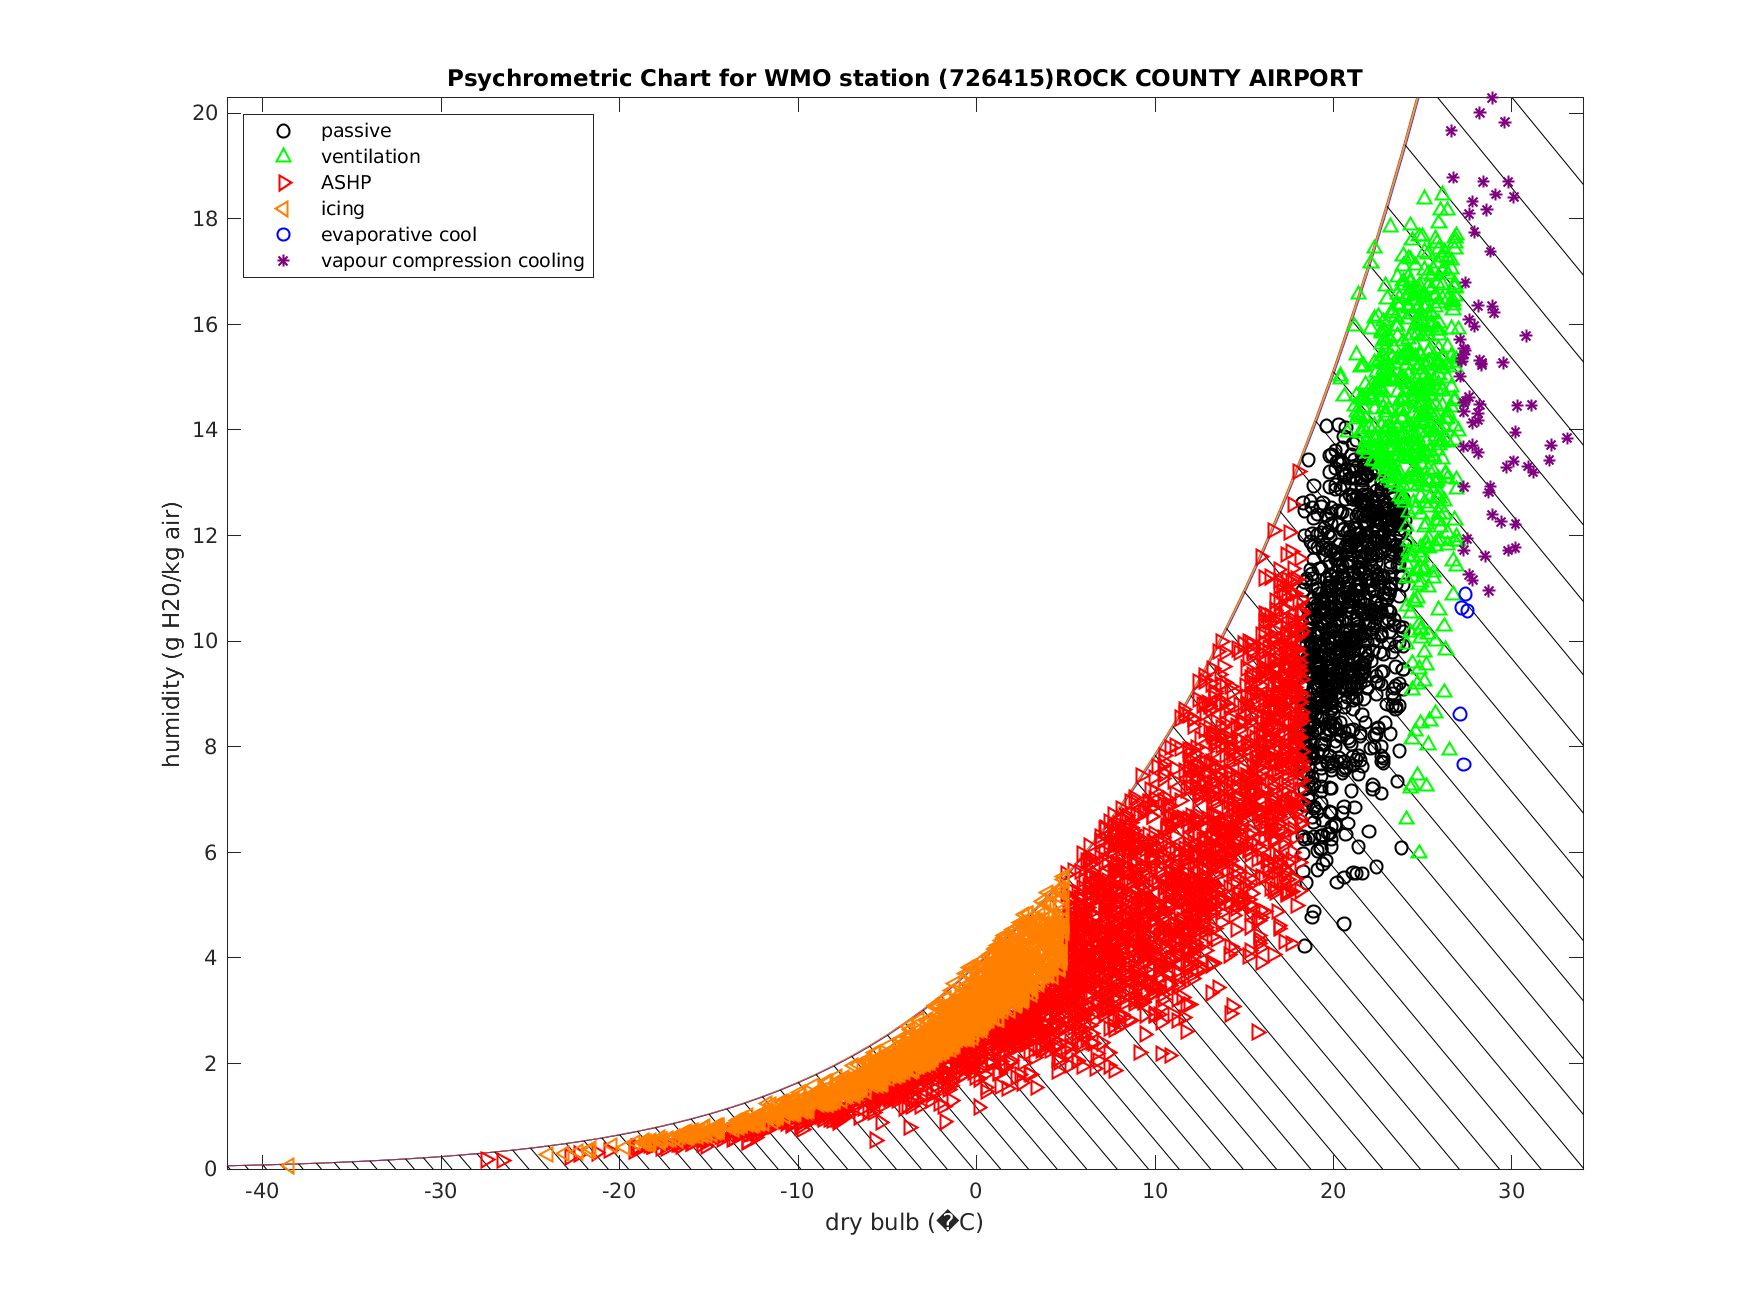 Psychrometric Chart for WMO station (726415)ROCK COUNTY AIRPORT
passive
ventilation
ASHP
icing
evaporative cool
vapour compression cooling
humidity (g H20/kg air)
20
18
16
14
12
10
8
6
4
2
0
-40 -30 -20 -10 0 10 20 30
dry bulb (�C)